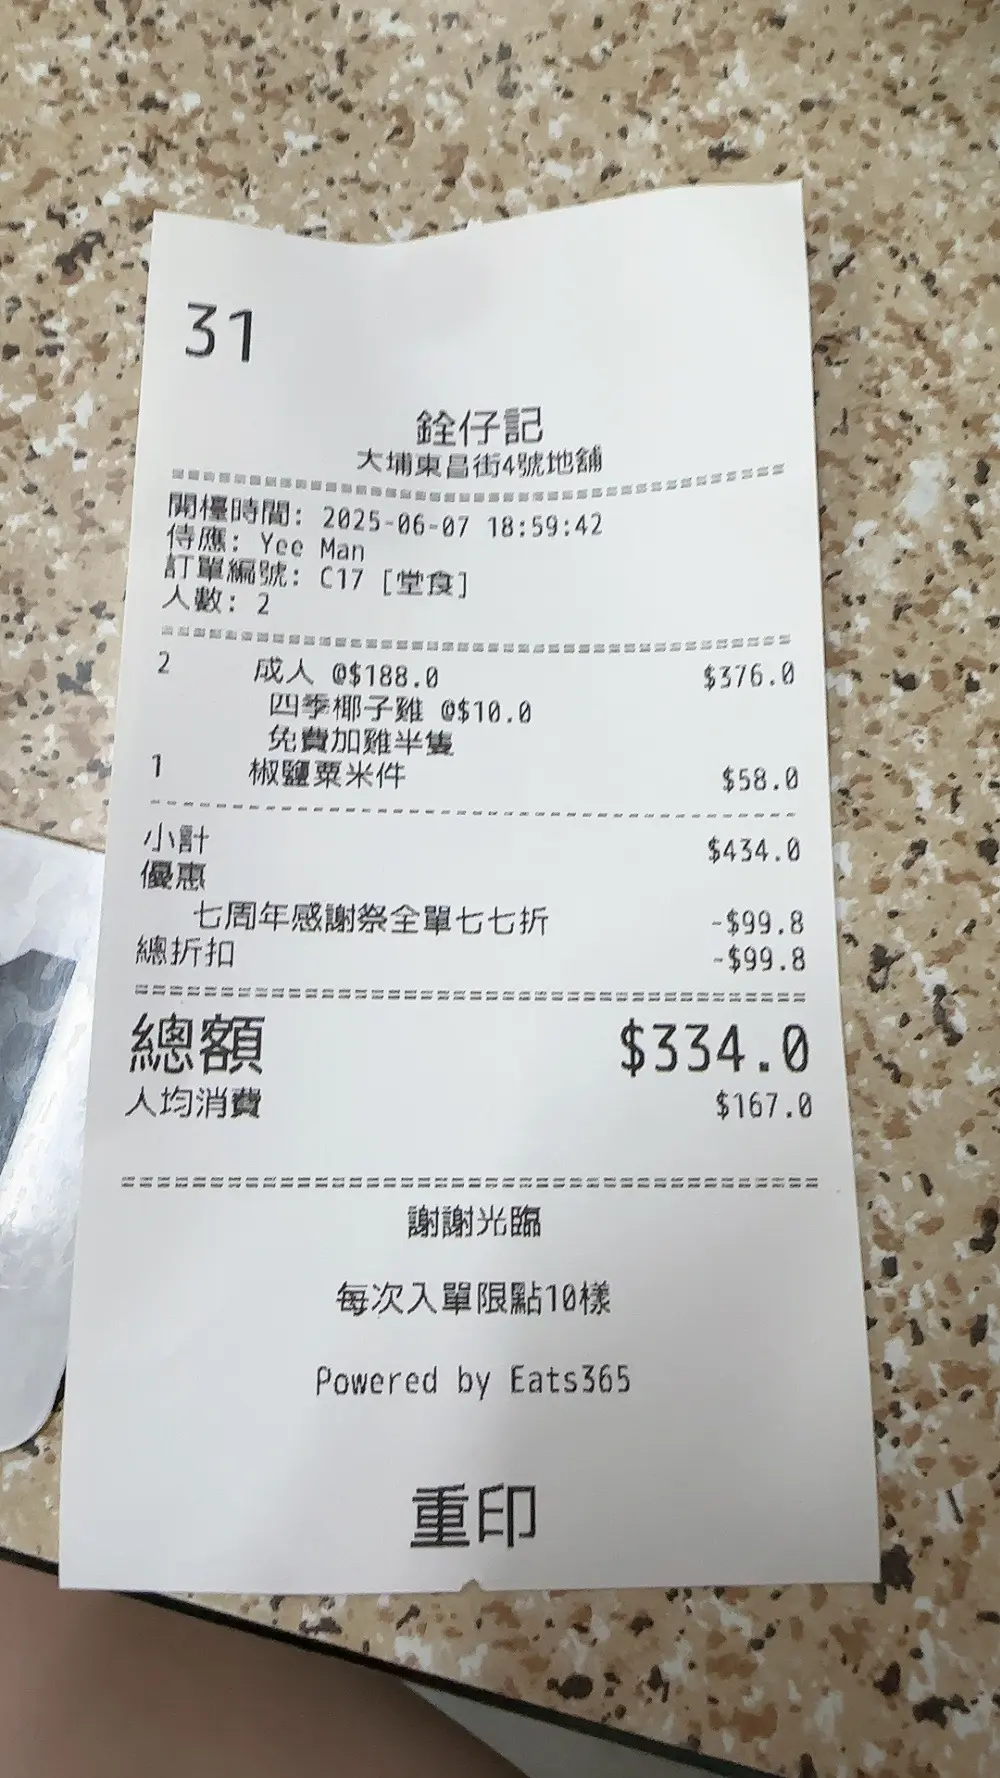 31
銓仔記
大埔東昌街4號地舖
開檯時間: 2025-06-07 18:59:42
侍應: Yee Man
訂單編號: C17 [堂食]
人數: 2
2 成人 @$188.0 $376.0
四季椰子雞 @$10.0
免費加雞半隻
1 椒鹽粟米件 $58.0
小計 $434.0
優惠
七周年感謝祭全單七七折 -$99.8
總折扣 -$99.8
總額 $334.0
人均消費 $167.0
謝謝光臨
每次入單限點10樣
Powered by Eats365
重印